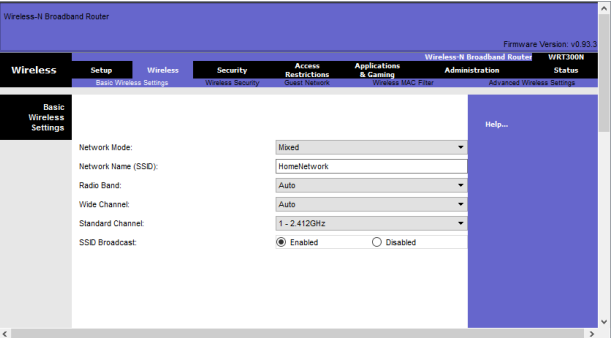 Wireless-N Broadband Router
Firmware Version: v0.93.3
Wireless-N Broadband Router WRT300N
Wireless
Setup Wireless Security Access Restrictions Applications & Gaming Administration Status
Basic Wireless Settings Wireless Security Guest Network Wireless MAC Filter Advanced Wireless Settings
Basic
Wireless
Settings
Help...
Network Mode: Mixed
Network Name (SSID): HomeNetwork
Radio Band: Auto
Wide Channel: Auto
Standard Channel: 1 - 2.412GHz
SSID Broadcast: Enabled Disabled